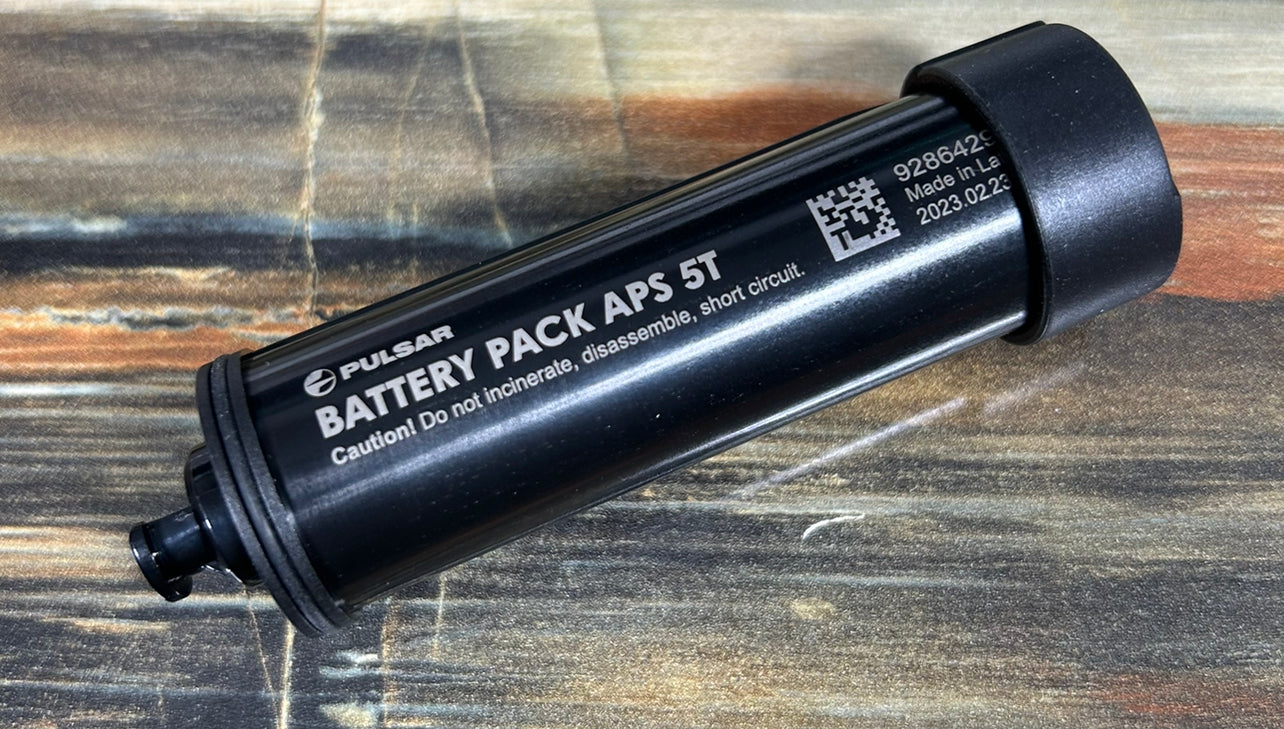 PULSAR
BATTERY PACK APS 5T
Caution! Do not incinerate, disassemble, short circuit.
9286429
Made in La
2023.02.23